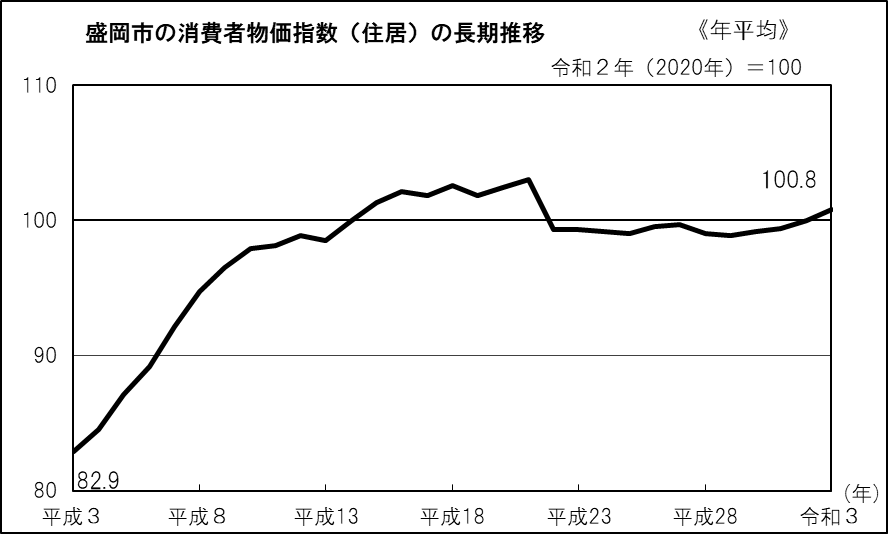 盛岡市の消費者物価指数（住居）の長期推移
《年平均》
令和２年（2020年）＝100
110
100.8
100
90
82.9
80
（年）
平成３ 平成８ 平成13 平成18 平成23 平成28 令和３